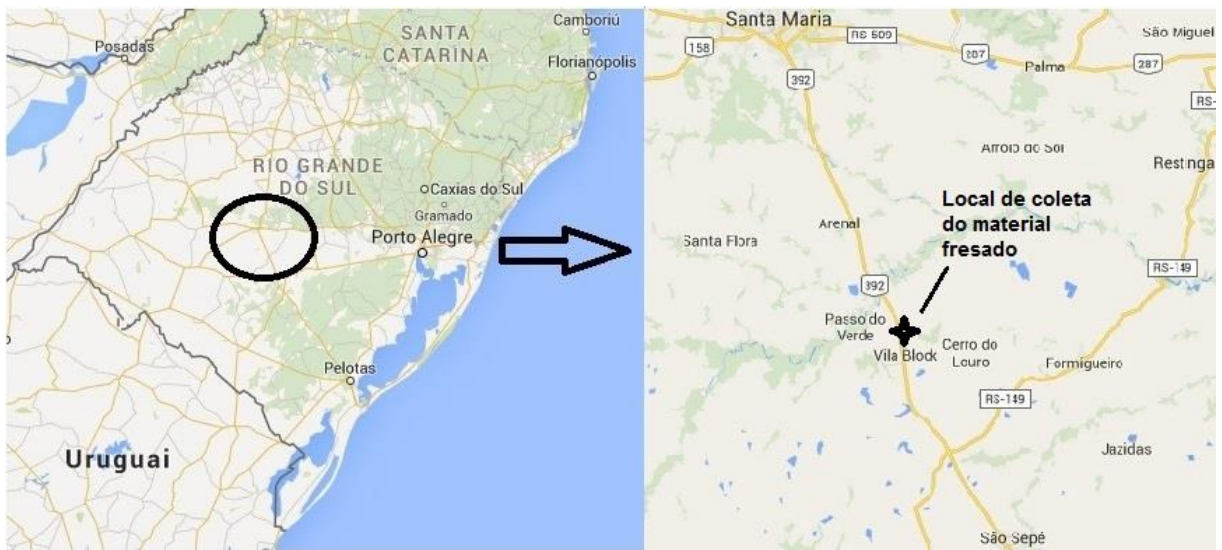 Camboriú
SANTA
CATARINA
Posadas
Florianópolis
RIO GRANDE
DO SUL
Caxias do Sul
Gramado
Porto Alegre
Pelotas
Uruguai
Santa Maria
RS-509
São Miguel
158
287
Palma
287
392
RS-
Arroio do Sol
Restinga
Local de coleta
do material
fresado
Arenal
Santa Flora
RS-149
392
Passo do
Verde
Vila Block
Cerro do
Louro
Formigueiro
RS-149
Jazidas
São Sepé